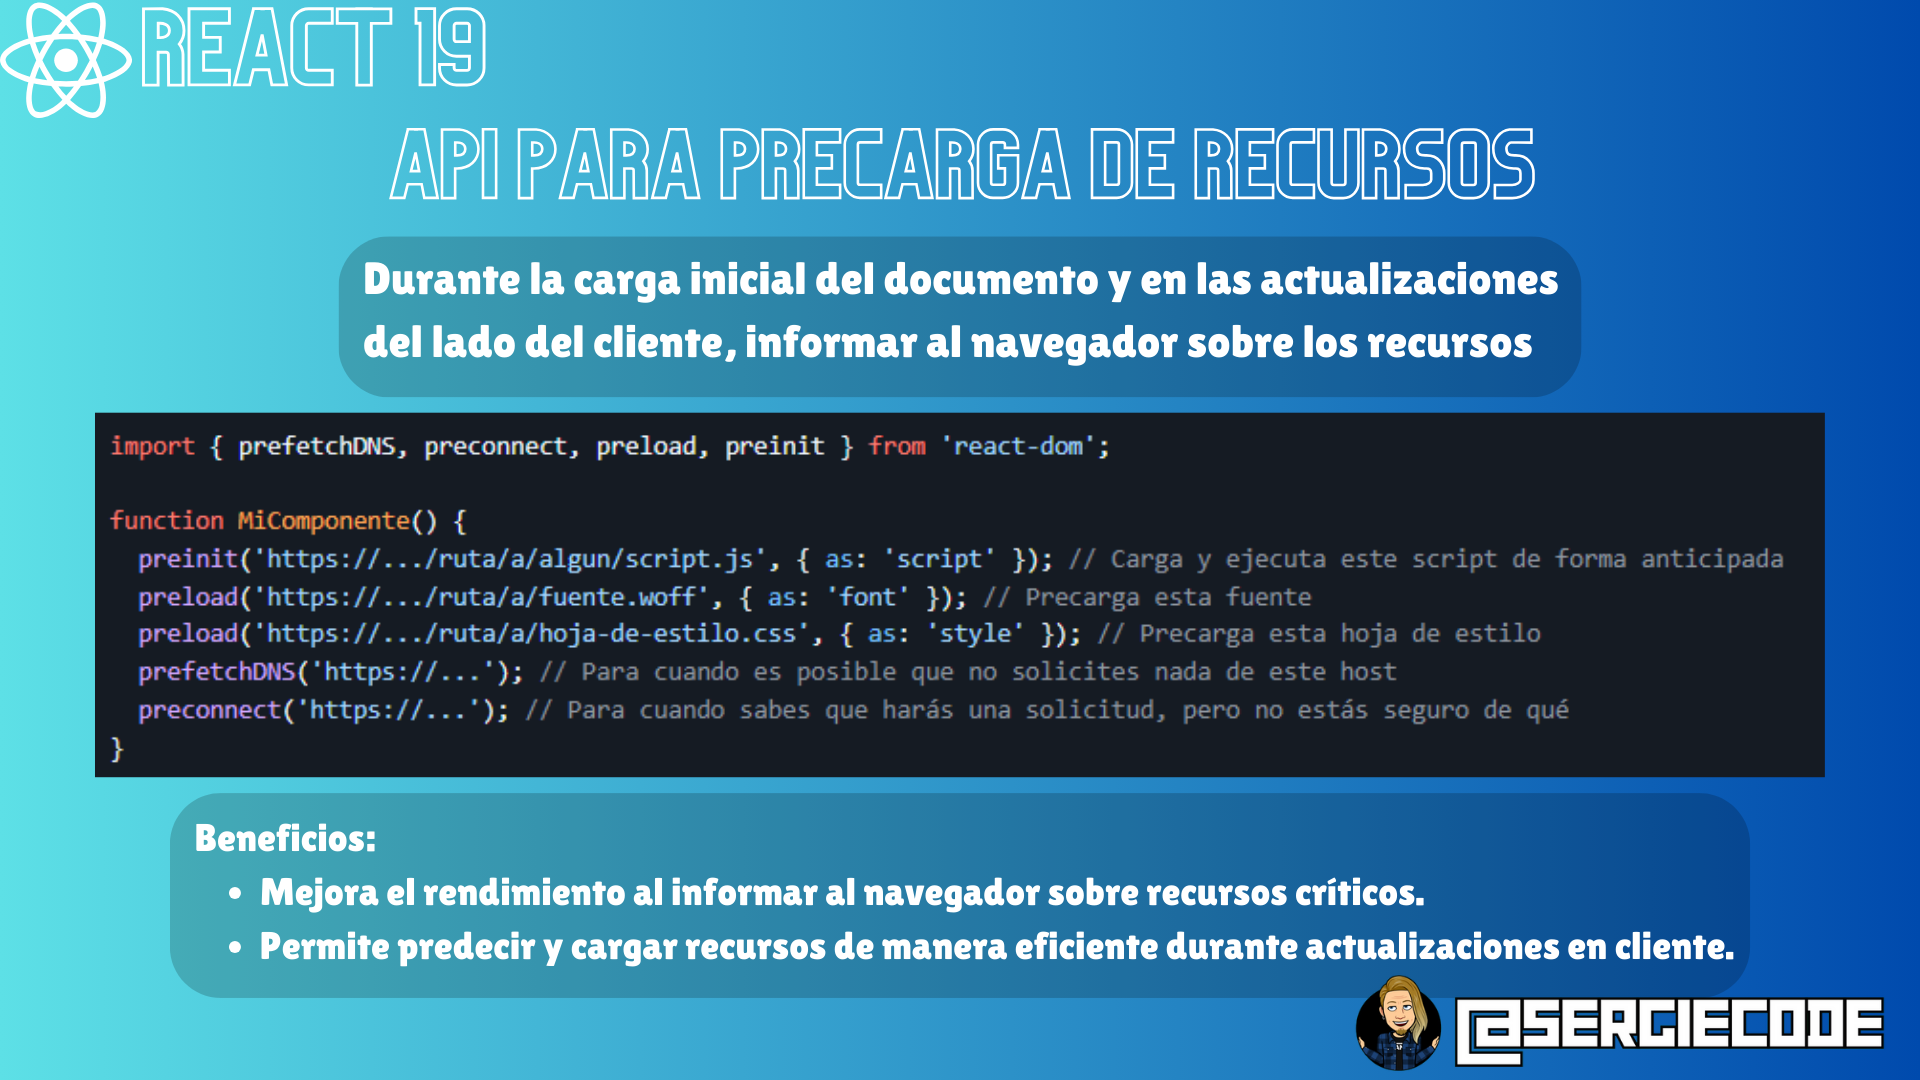 REACT 19
API PARA PRECARGA DE RECURSOS
Durante la carga inicial del documento y en las actualizaciones
del lado del cliente, informar al navegador sobre los recursos
import { prefetchDNS, preconnect, preload, preinit } from 'react-dom';
function MiComponente() {
  preinit('https://.../ruta/a/algun/script.js', { as: 'script' }); // Carga y ejecuta este script de forma anticipada
  preload('https://.../ruta/a/fuente.woff', { as: 'font' }); // Precarga esta fuente
  preload('https://.../ruta/a/hoja-de-estilo.css', { as: 'style' }); // Precarga esta hoja de estilo
  prefetchDNS('https://...'); // Para cuando es posible que no solicites nada de este host
  preconnect('https://...'); // Para cuando sabes que harás una solicitud, pero no estás seguro de qué
}
Beneficios:
• Mejora el rendimiento al informar al navegador sobre recursos críticos.
• Permite predecir y cargar recursos de manera eficiente durante actualizaciones en cliente.
@SERGIECODE